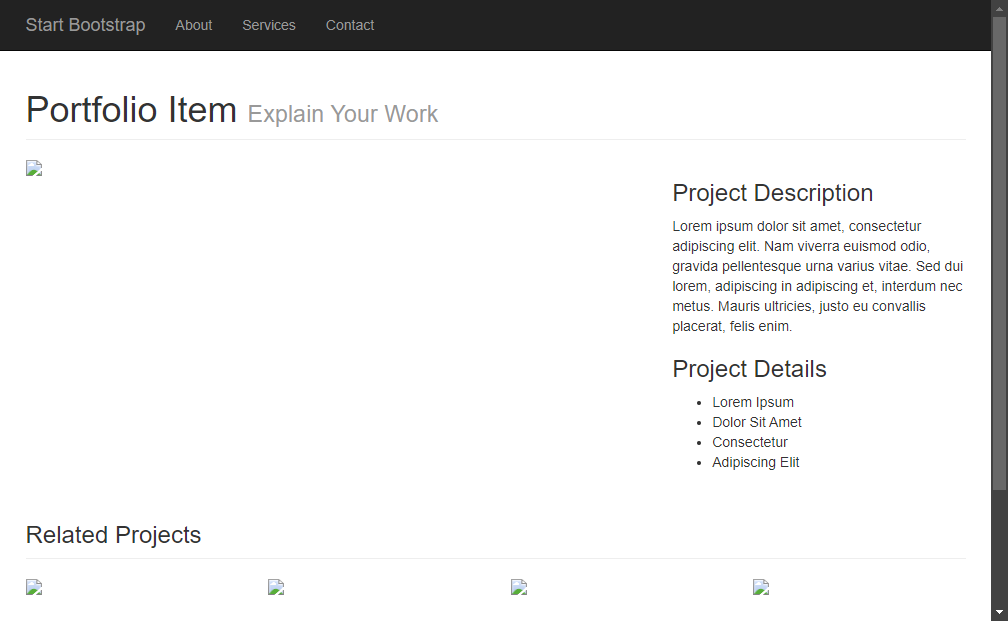 Start Bootstrap About Services Contact
Portfolio Item Explain Your Work
Project Description
Lorem ipsum dolor sit amet, consectetur
adipiscing elit. Nam viverra euismod odio,
gravida pellentesque urna varius vitae. Sed dui
lorem, adipiscing in adipiscing et, interdum nec
metus. Mauris ultricies, justo eu convallis
placerat, felis enim.
Project Details
Lorem Ipsum
Dolor Sit Amet
Consectetur
Adipiscing Elit
Related Projects